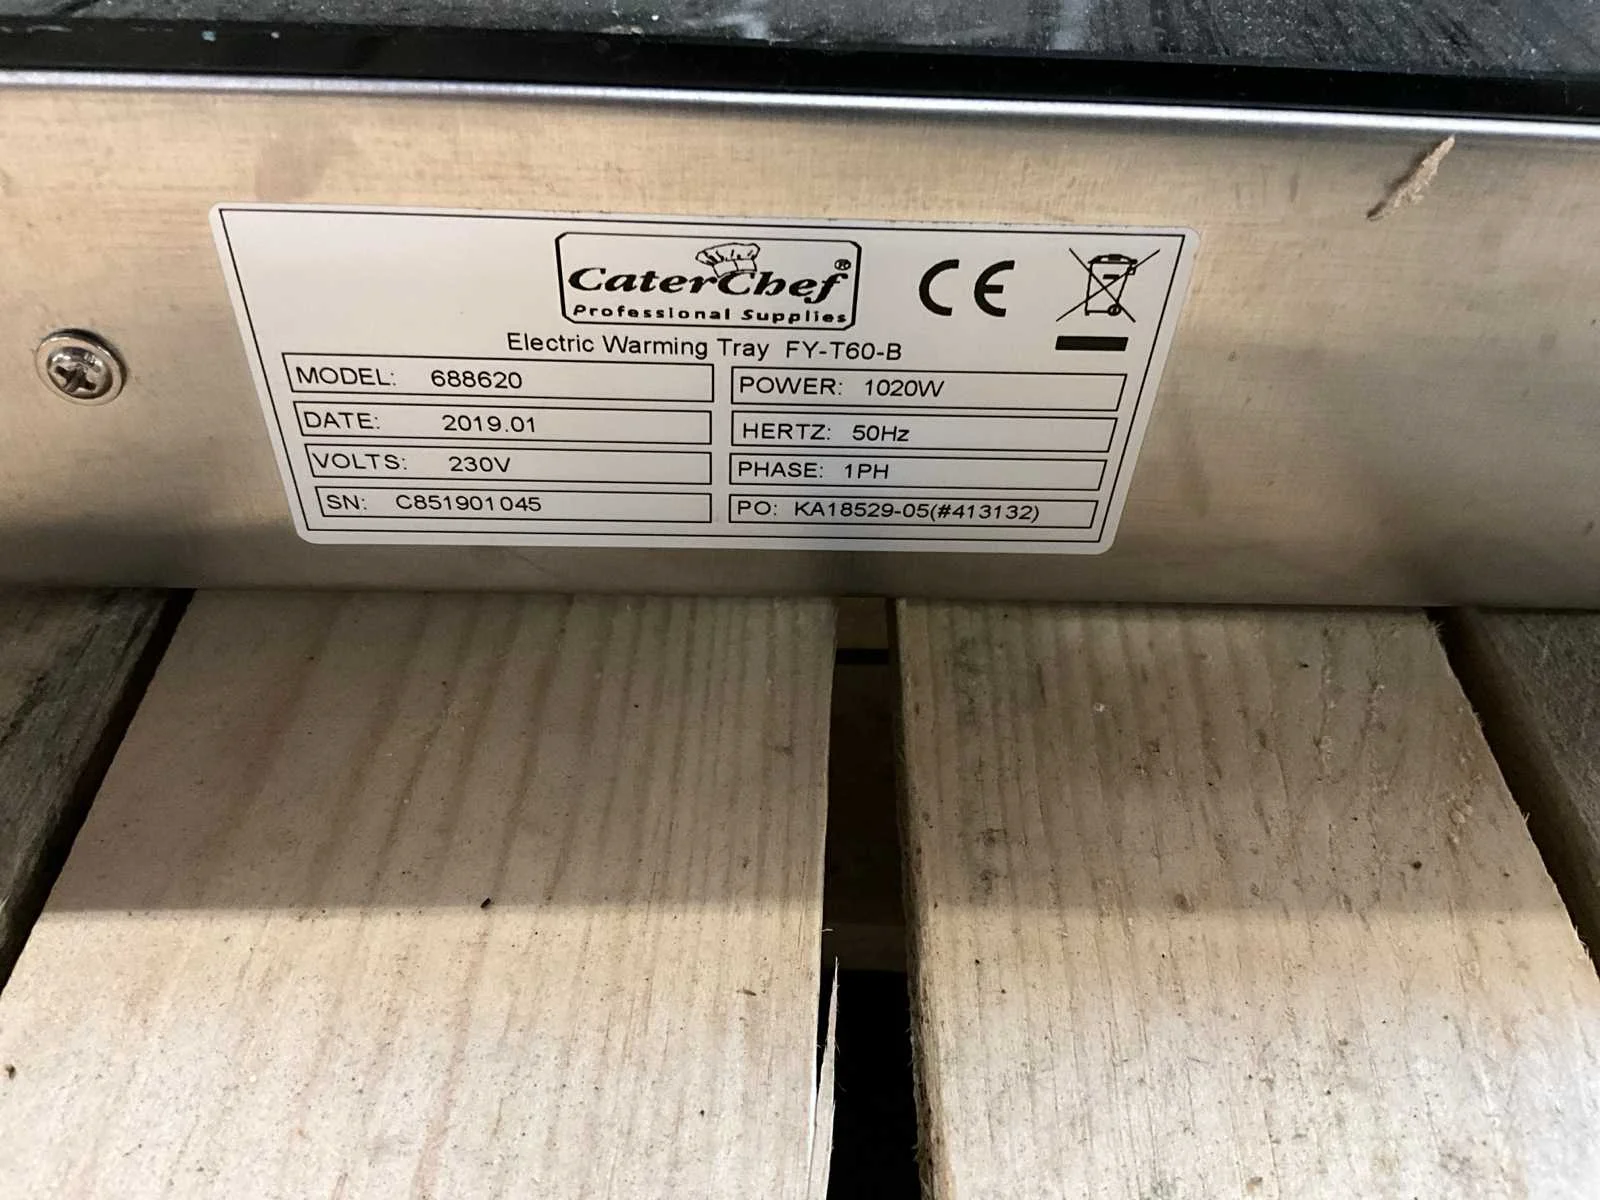 CaterChef®
Professional Supplies
CE
Electric Warming Tray FY-T60-B
MODEL: 688620
POWER: 1020W
DATE: 2019.01
HERTZ: 50Hz
VOLTS: 230V
PHASE: 1PH
SN: C851901045
PO: KA18529-05(#413132)